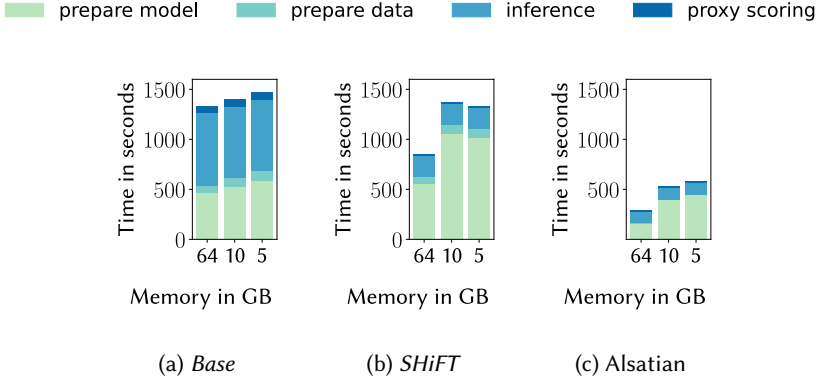 prepare model prepare data inference proxy scoring
Time in seconds
1500
1000
500
0
64 10 5
Memory in GB
(a) Base
Time in seconds
1500
1000
500
0
64 10 5
Memory in GB
(b) SHiFT
Time in seconds
1500
1000
500
64 10 5
Memory in GB
(c) Alsatian